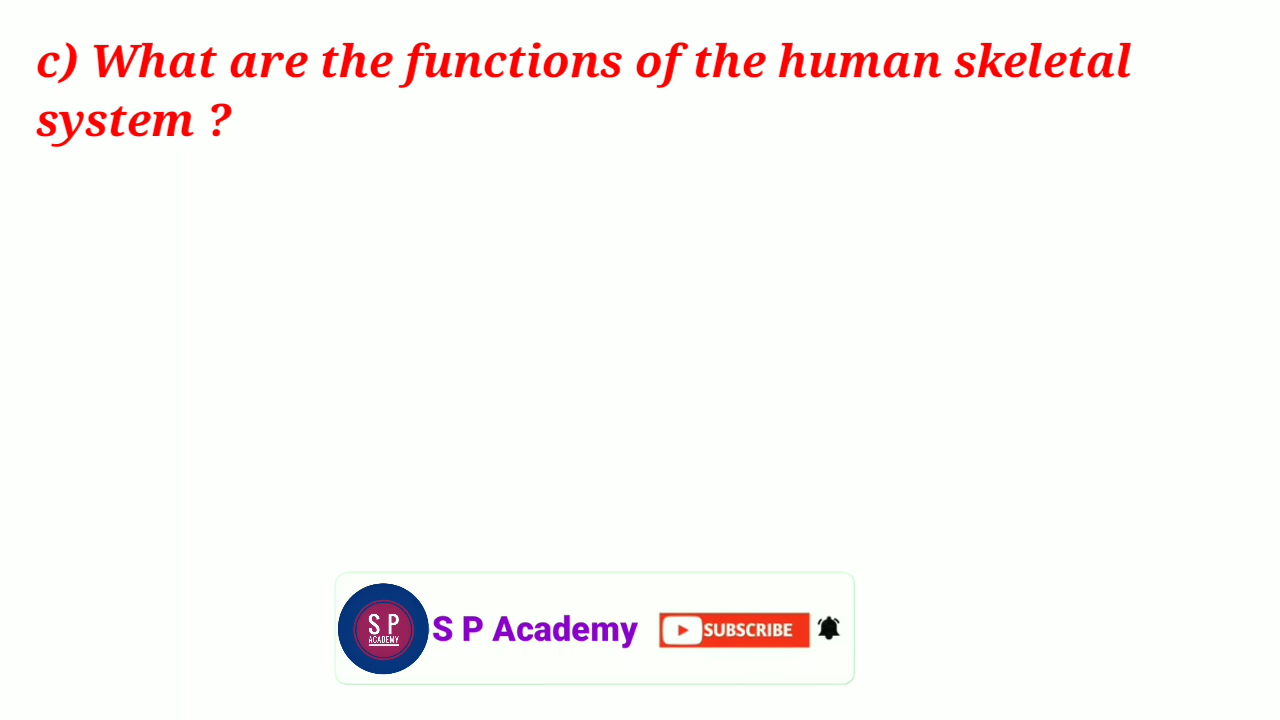 c) What are the functions of the human skeletal
system ?
S P
ACADEMY
S P Academy
SUBSCRIBE